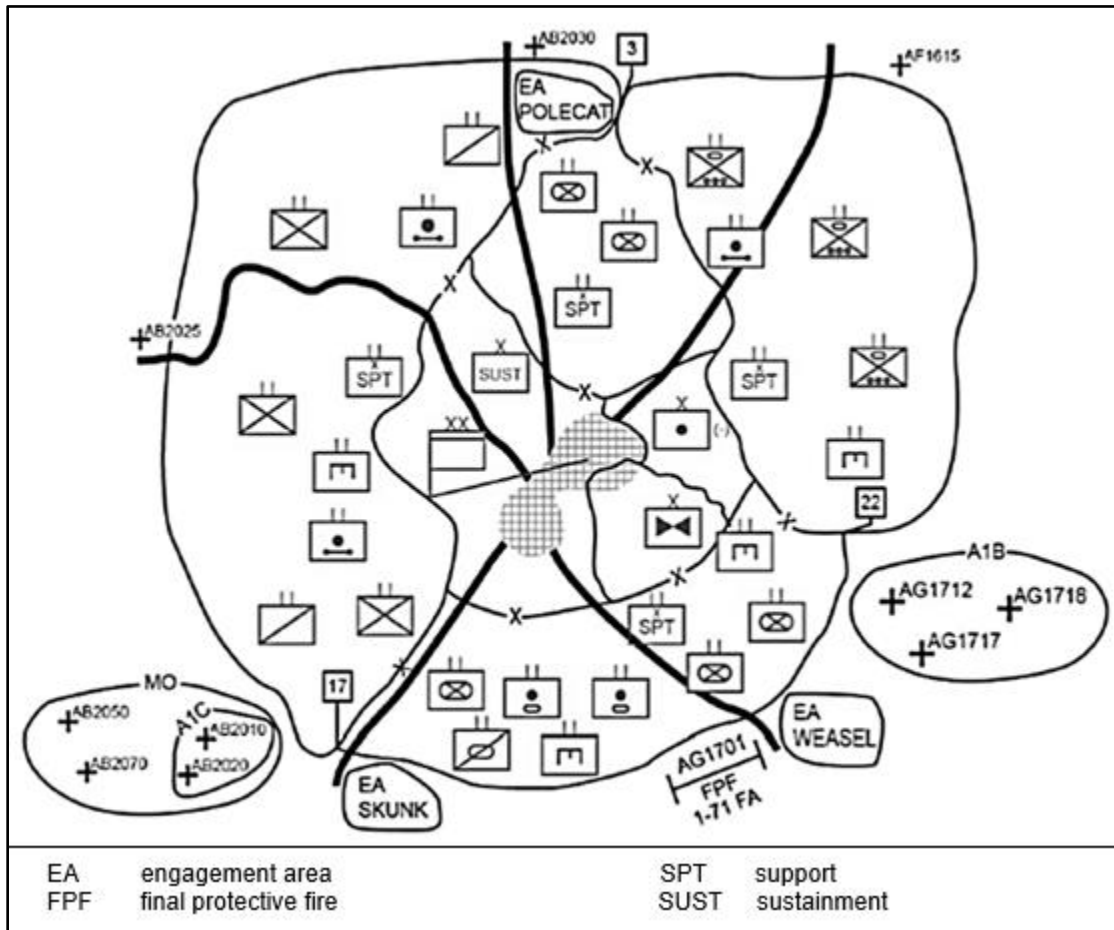 AB2030
3
AF1615
EA
POLECAT
SPT
AB2025
SPT
SUST
SPT
(-)
22
A1B
AG1712
AG1718
AG1717
SPT
17
MO
AB2050
A1C
AB2010
AB2070
AB2020
EA
WEASEL
AG1701
FPF
1-71 FA
EA
SKUNK
EA engagement area
FPF final protective fire
SPT support
SUST sustainment